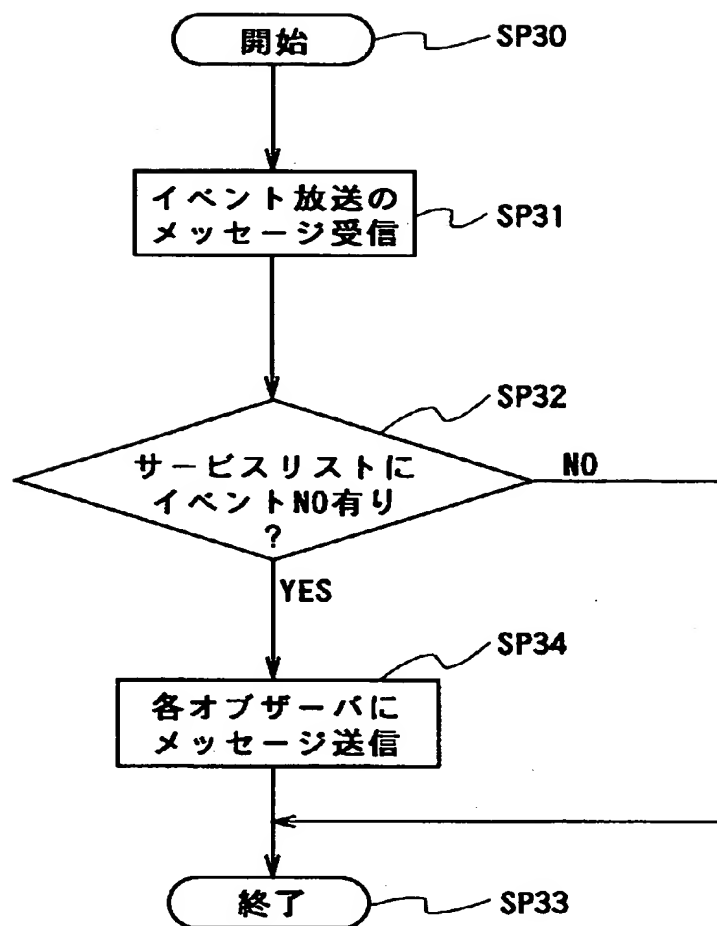 開始
SP30
イベント放送の
メッセージ受信
SP31
SP32
サービスリストに
イベントNO有り
?
NO
YES
SP34
各オブザーバに
メッセージ送信
終了
SP33